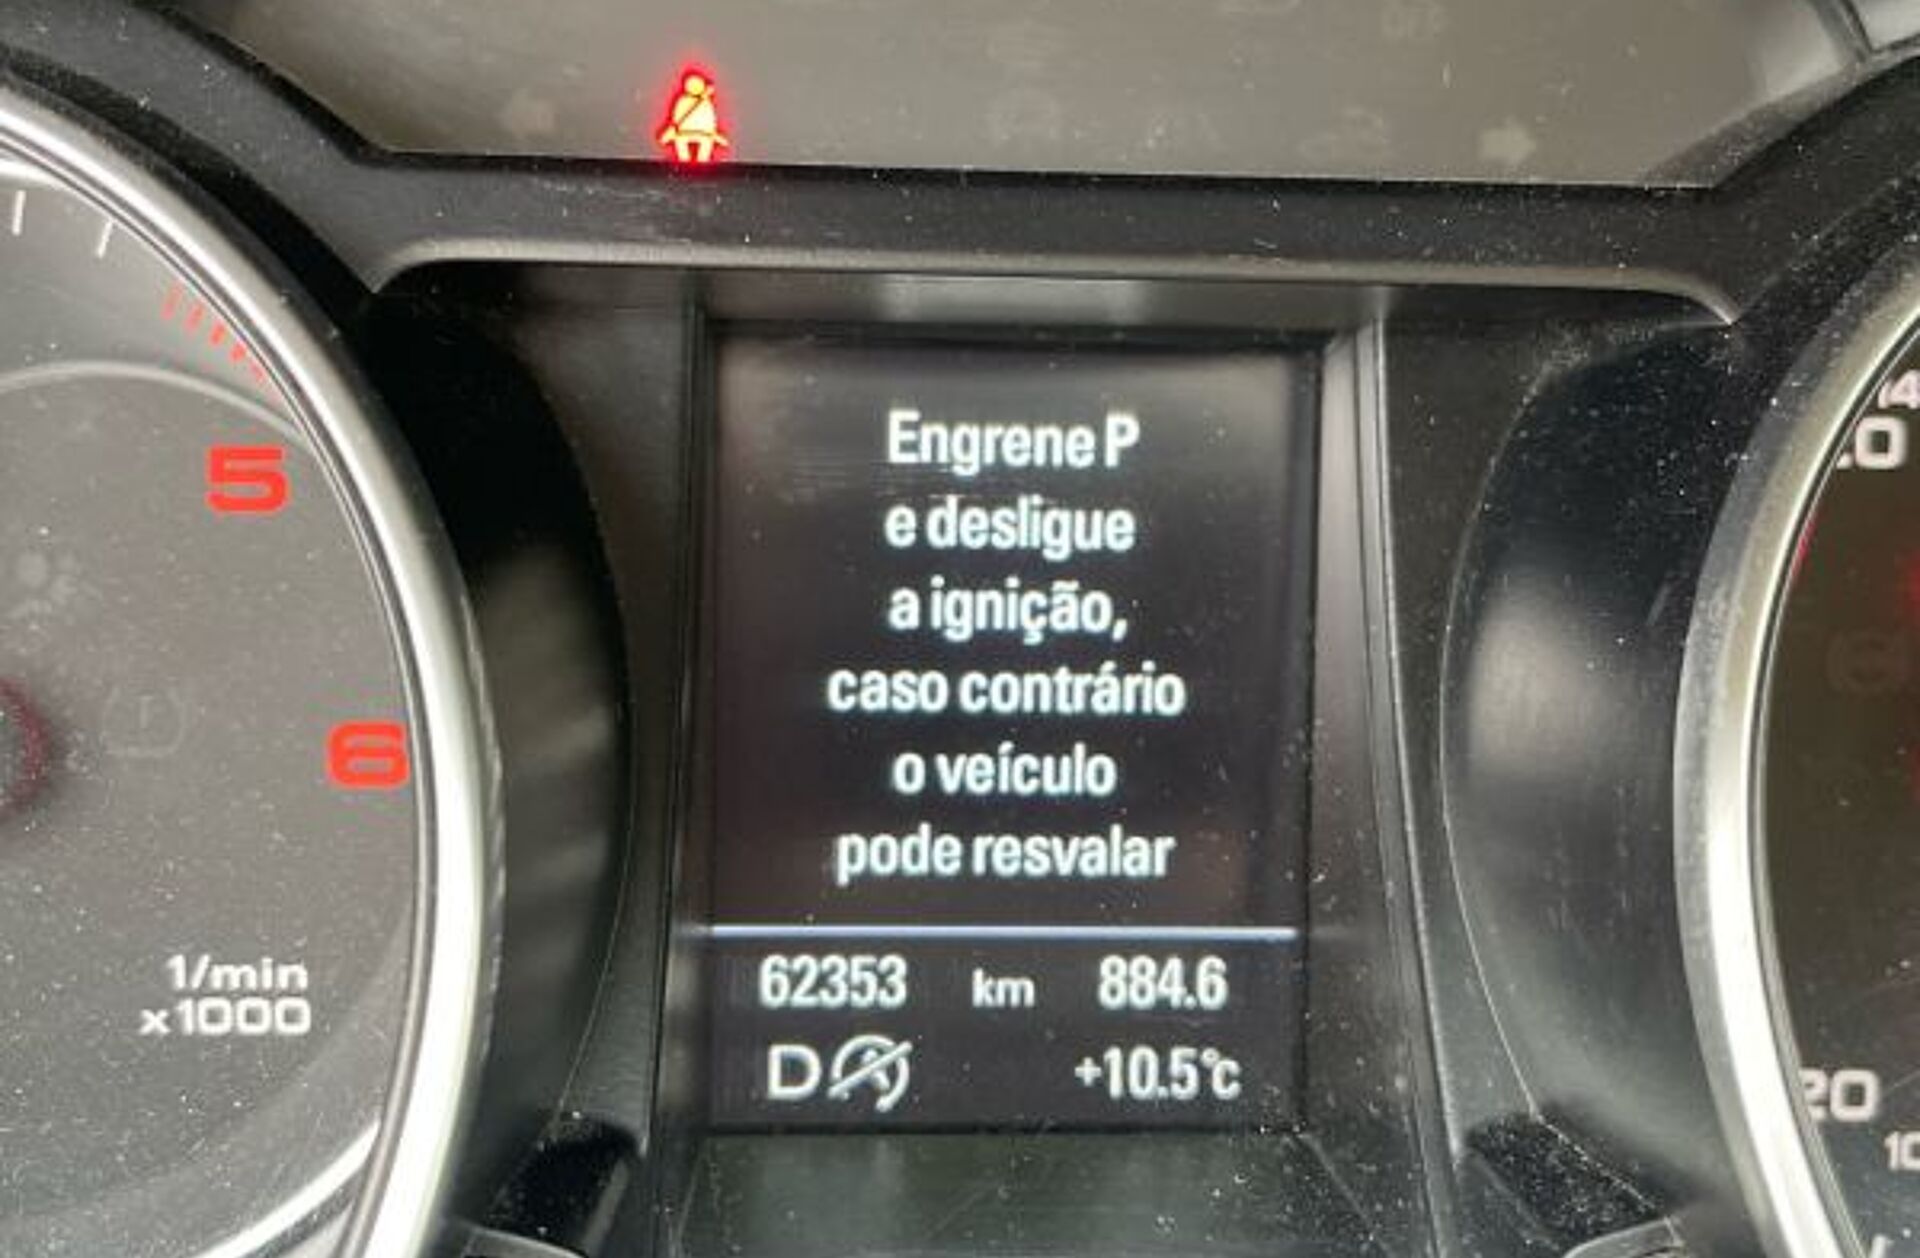 5
6
1/min
x1000
Engrene P
e desligue
a ignição,
caso contrário
o veículo
pode resvalar
62353 km 884.6
D +10.5°C
20